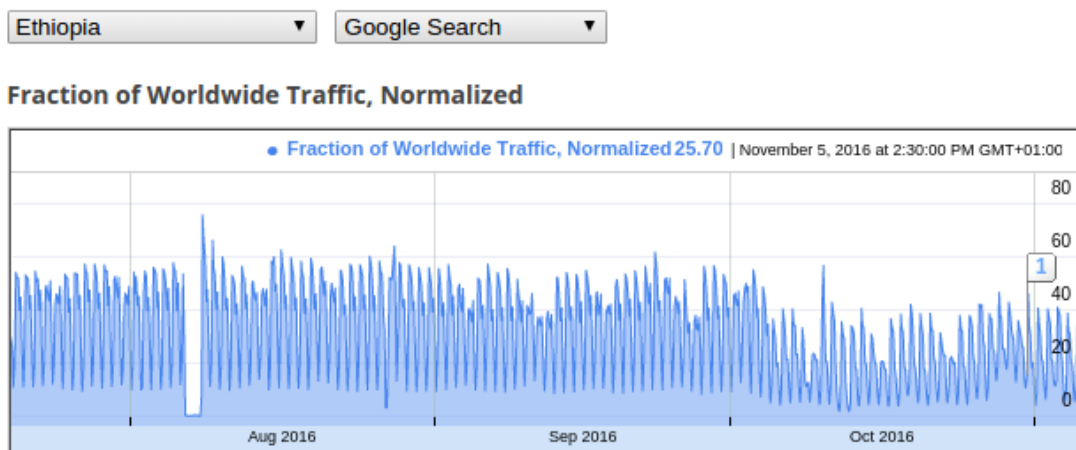 Ethiopia ▼ Google Search ▼
Fraction of Worldwide Traffic, Normalized
● Fraction of Worldwide Traffic, Normalized 25.70 | November 5, 2016 at 2:30:00 PM GMT+01:00
80
60
1
40
20
0
Aug 2016 Sep 2016 Oct 2016